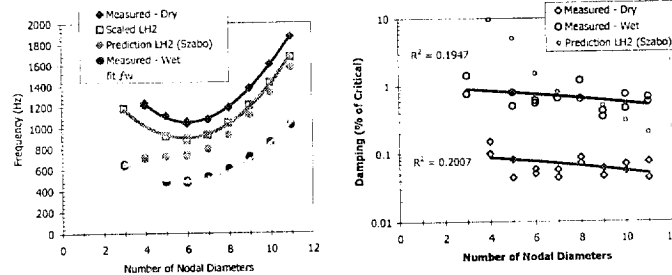 Measured - Dry
Scaled LH2
Prediction LH2 (Szabo)
Measured - Wet
fit fw
2000
1800
1600
1400
1200
1000
800
600
400
200
0
Frequency (Hz)
0 2 4 6 8 10 12
Number of Nodal Diameters
Measured - Dry
Measured - Wet
Prediction LH2 (Szabo)
10
1
0.1
0.01
Damping (% of Critical)
R² = 0.1947
R² = 0.2007
0 2 4 6 8 10 12
Number of Nodal Diameters